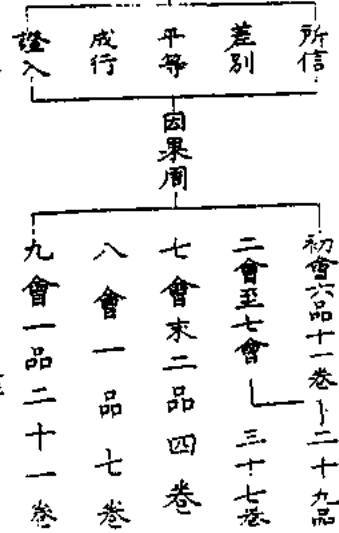 所信
差別
平等
成行
證入
因果周
初會六品十一卷
二會至七會
二十九品
三十七卷
七會末二品四卷
八會一品七卷
九會一品二十一卷